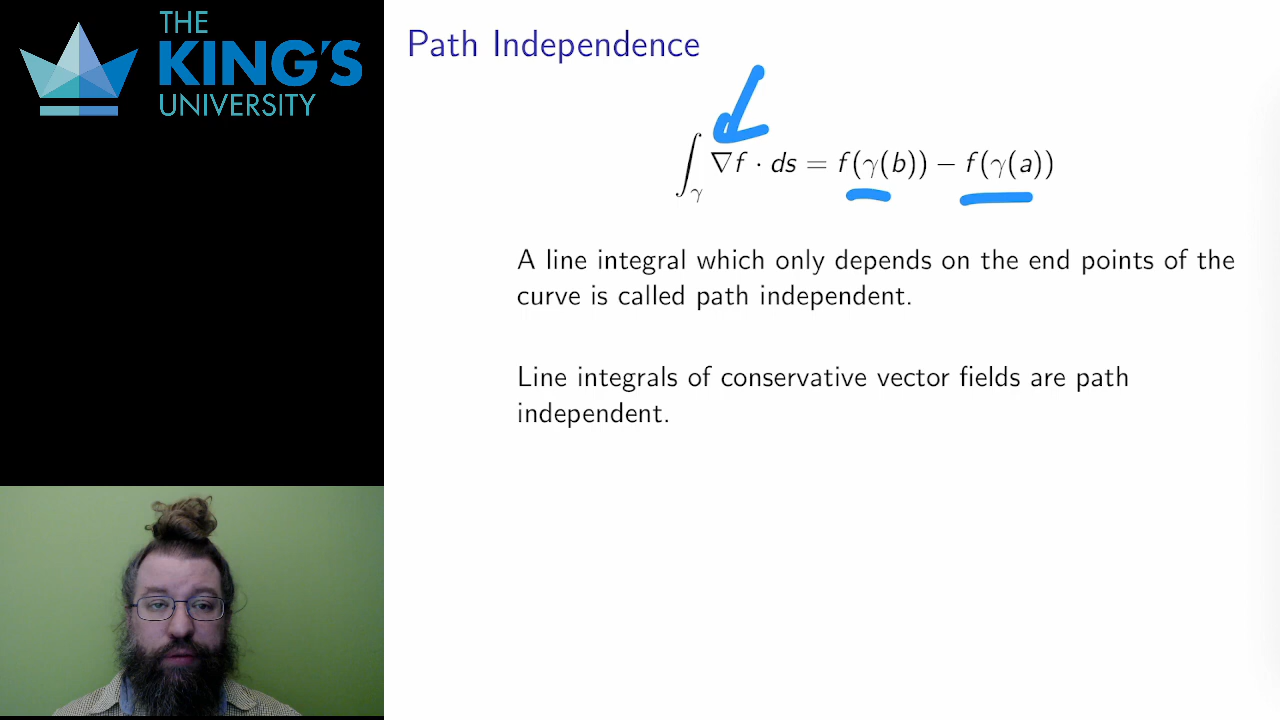 THE
KING'S
UNIVERSITY
Path Independence
∫γ ∇f · ds = f(γ(b)) − f(γ(a))
A line integral which only depends on the end points of the
curve is called path independent.
Line integrals of conservative vector fields are path
independent.